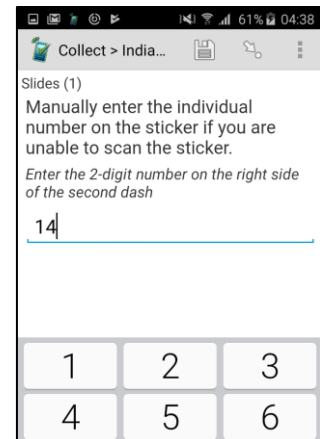 61% 04:38
Collect > India...
Slides (1)
Manually enter the individual
number on the sticker if you are
unable to scan the sticker.
Enter the 2-digit number on the right side
of the second dash
14
1 2 3
4 5 6